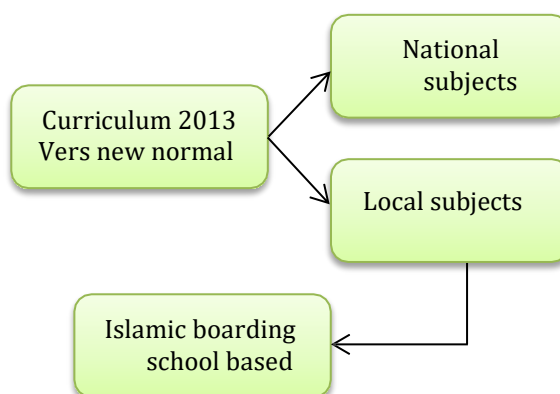 National
subjects
Curriculum 2013
Vers new normal
Local subjects
Islamic boarding
school based